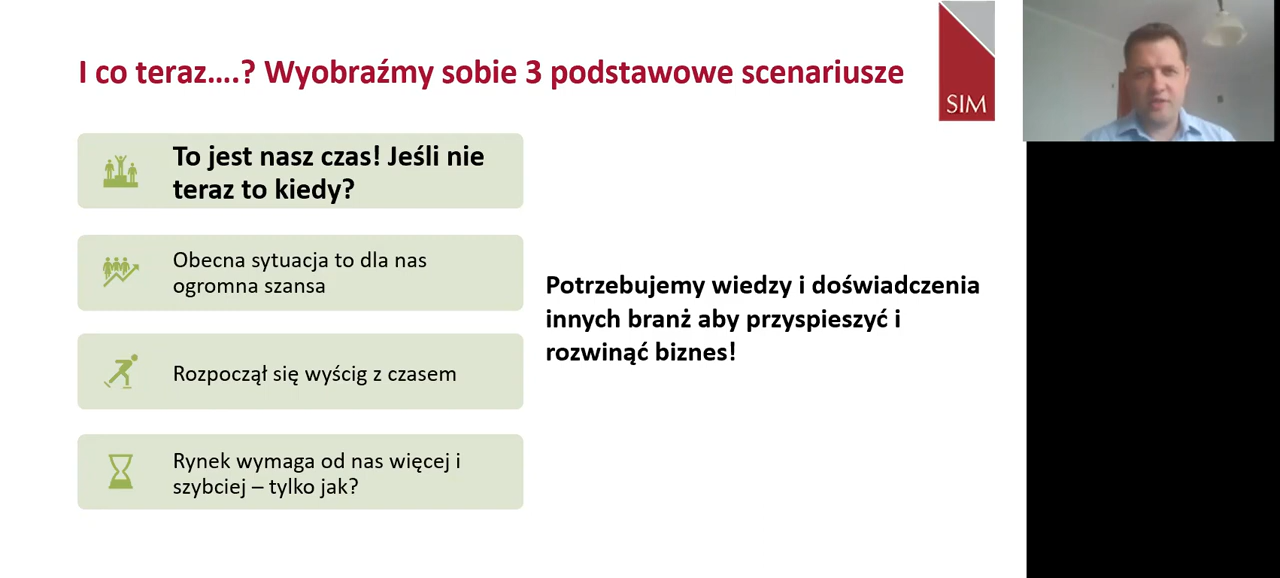 I co teraz....? Wyobraźmy sobie 3 podstawowe scenariusze
SIM
To jest nasz czas! Jeśli nie
teraz to kiedy?
Obecna sytuacja to dla nas
ogromna szansa
Rozpoczął się wyścig z czasem
Rynek wymaga od nas więcej i
szybciej – tylko jak?
Potrzebujemy wiedzy i doświadczenia
innych branż aby przyspieszyć i
rozwinąć biznes!